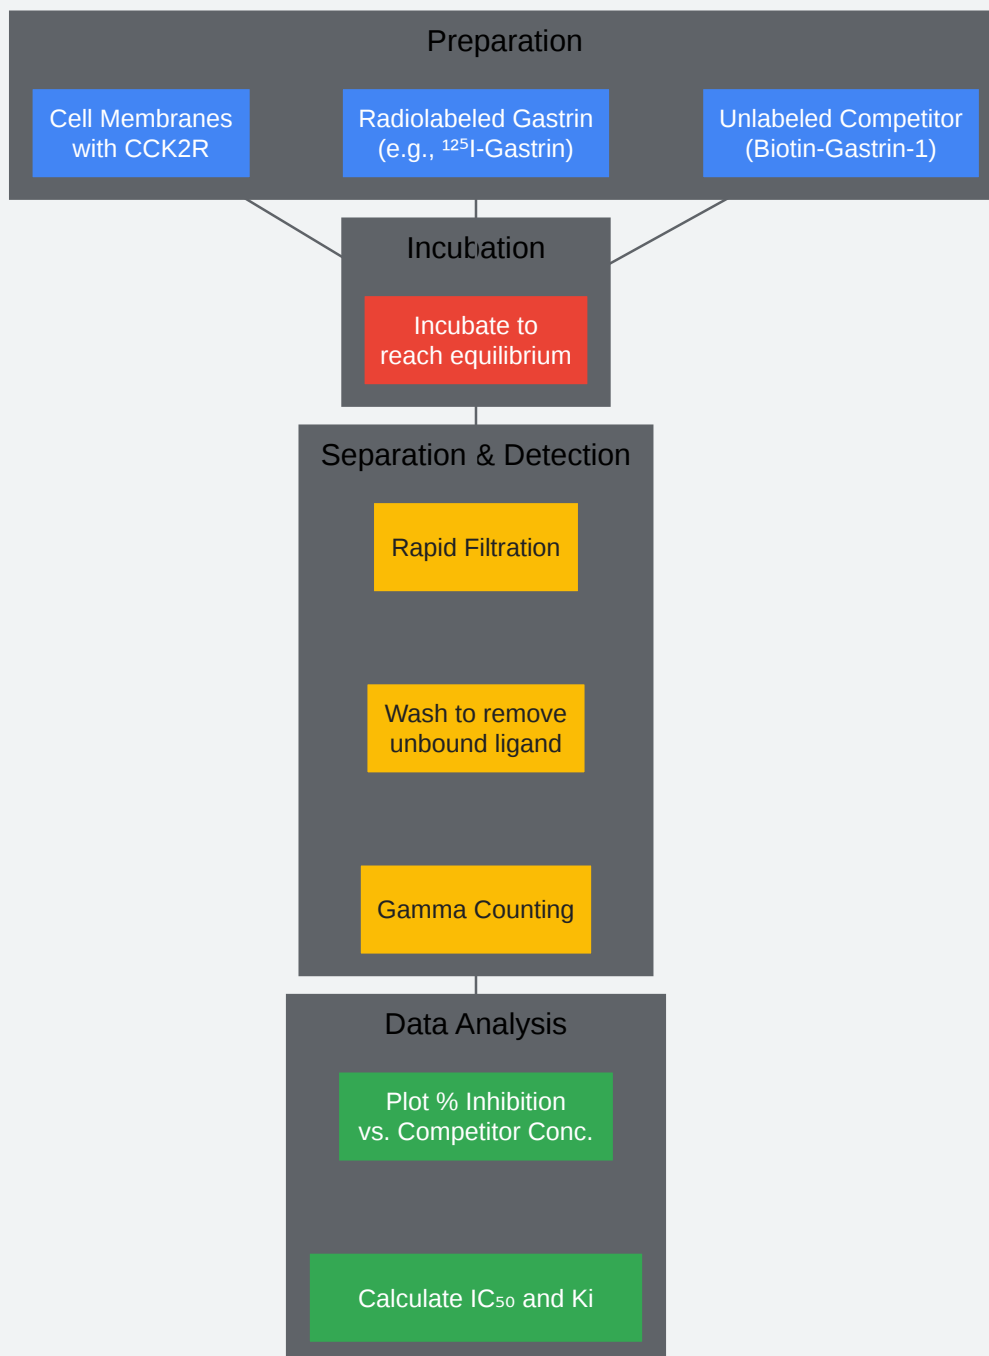 Preparation
Cell Membranes
with CCK2R
Radiolabeled Gastrin
(e.g., ¹²⁵I-Gastrin)
Unlabeled Competitor
(Biotin-Gastrin-1)
Incubation
Incubate to
reach equilibrium
Separation & Detection
Rapid Filtration
Wash to remove
unbound ligand
Gamma Counting
Data Analysis
Plot % Inhibition
vs. Competitor Conc.
Calculate IC₅₀ and Ki